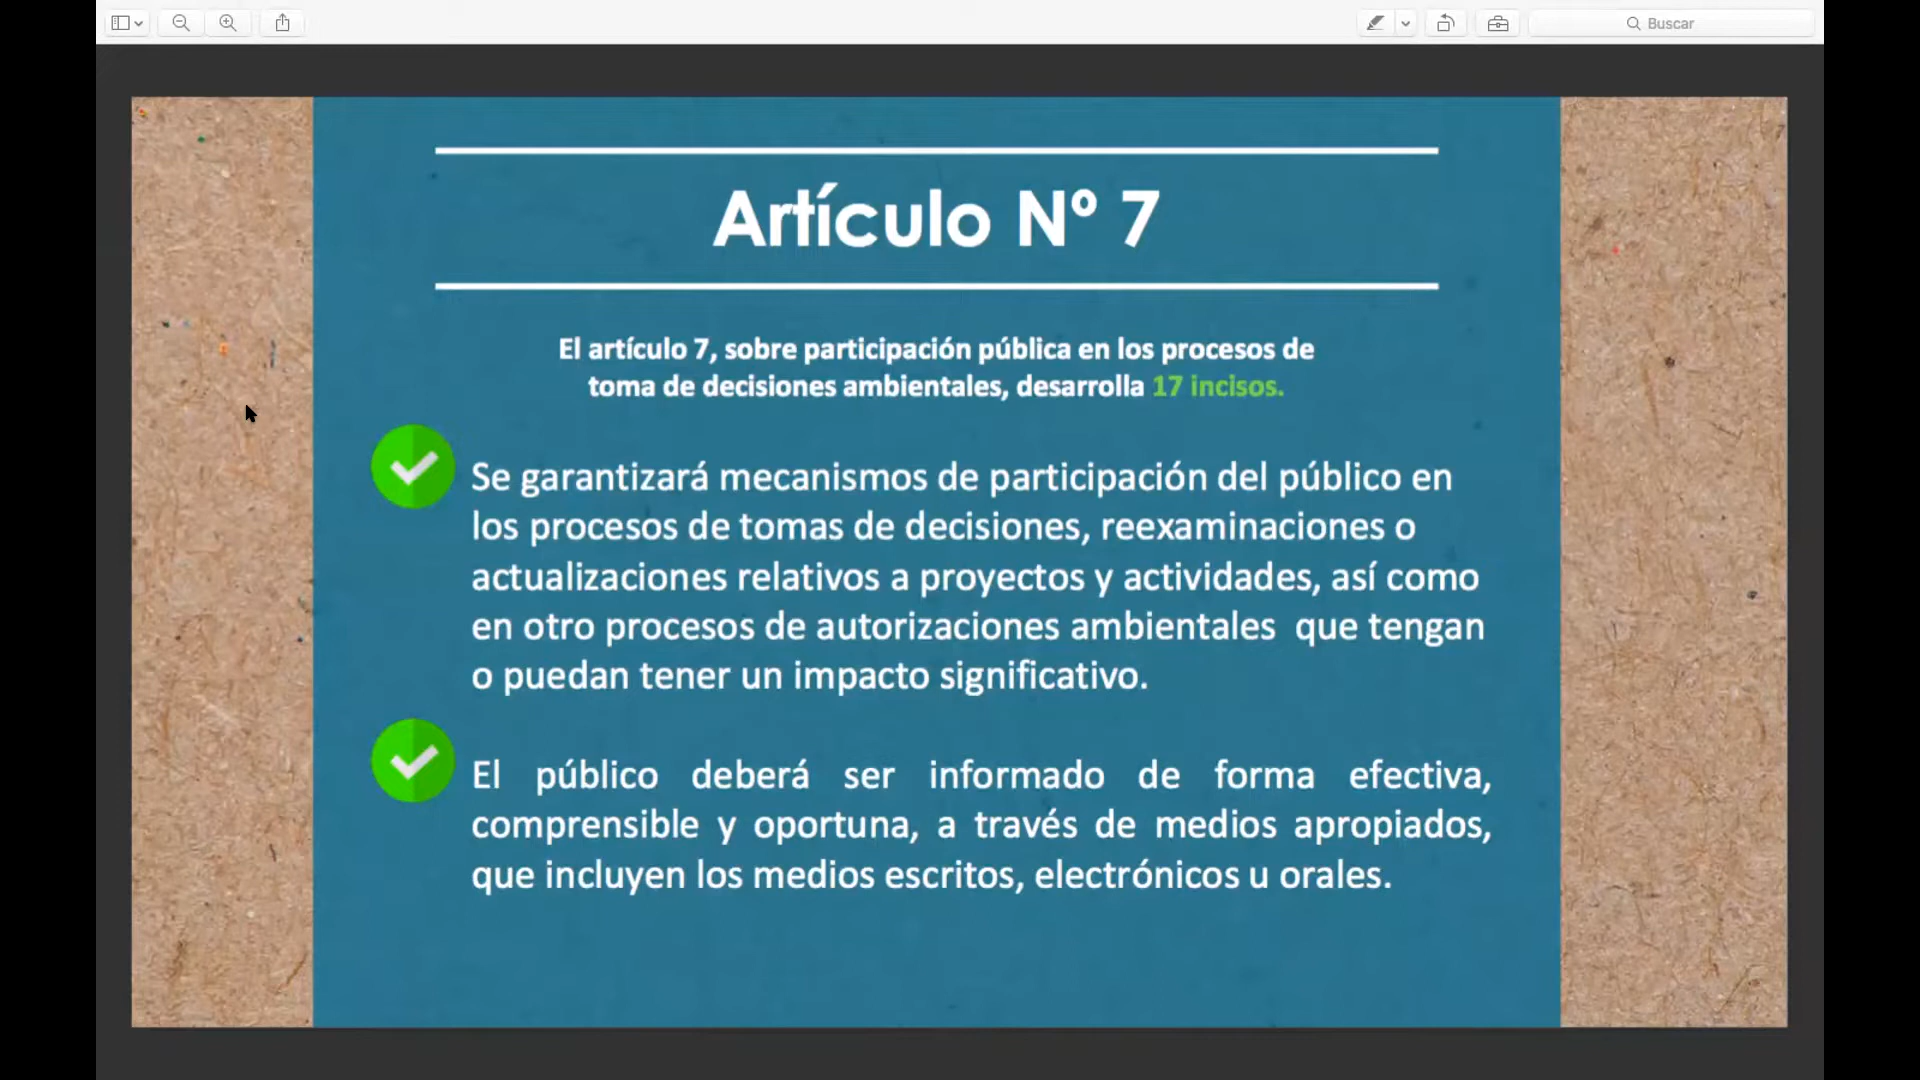 Buscar
Artículo Nº 7
El artículo 7, sobre participación pública en los procesos de
toma de decisiones ambientales, desarrolla 17 incisos.
Se garantizará mecanismos de participación del público en
los procesos de tomas de decisiones, reexaminaciones o
actualizaciones relativos a proyectos y actividades, así como
en otro procesos de autorizaciones ambientales que tengan
o puedan tener un impacto significativo.
El público deberá ser informado de forma efectiva,
comprensible y oportuna, a través de medios apropiados,
que incluyen los medios escritos, electrónicos u orales.